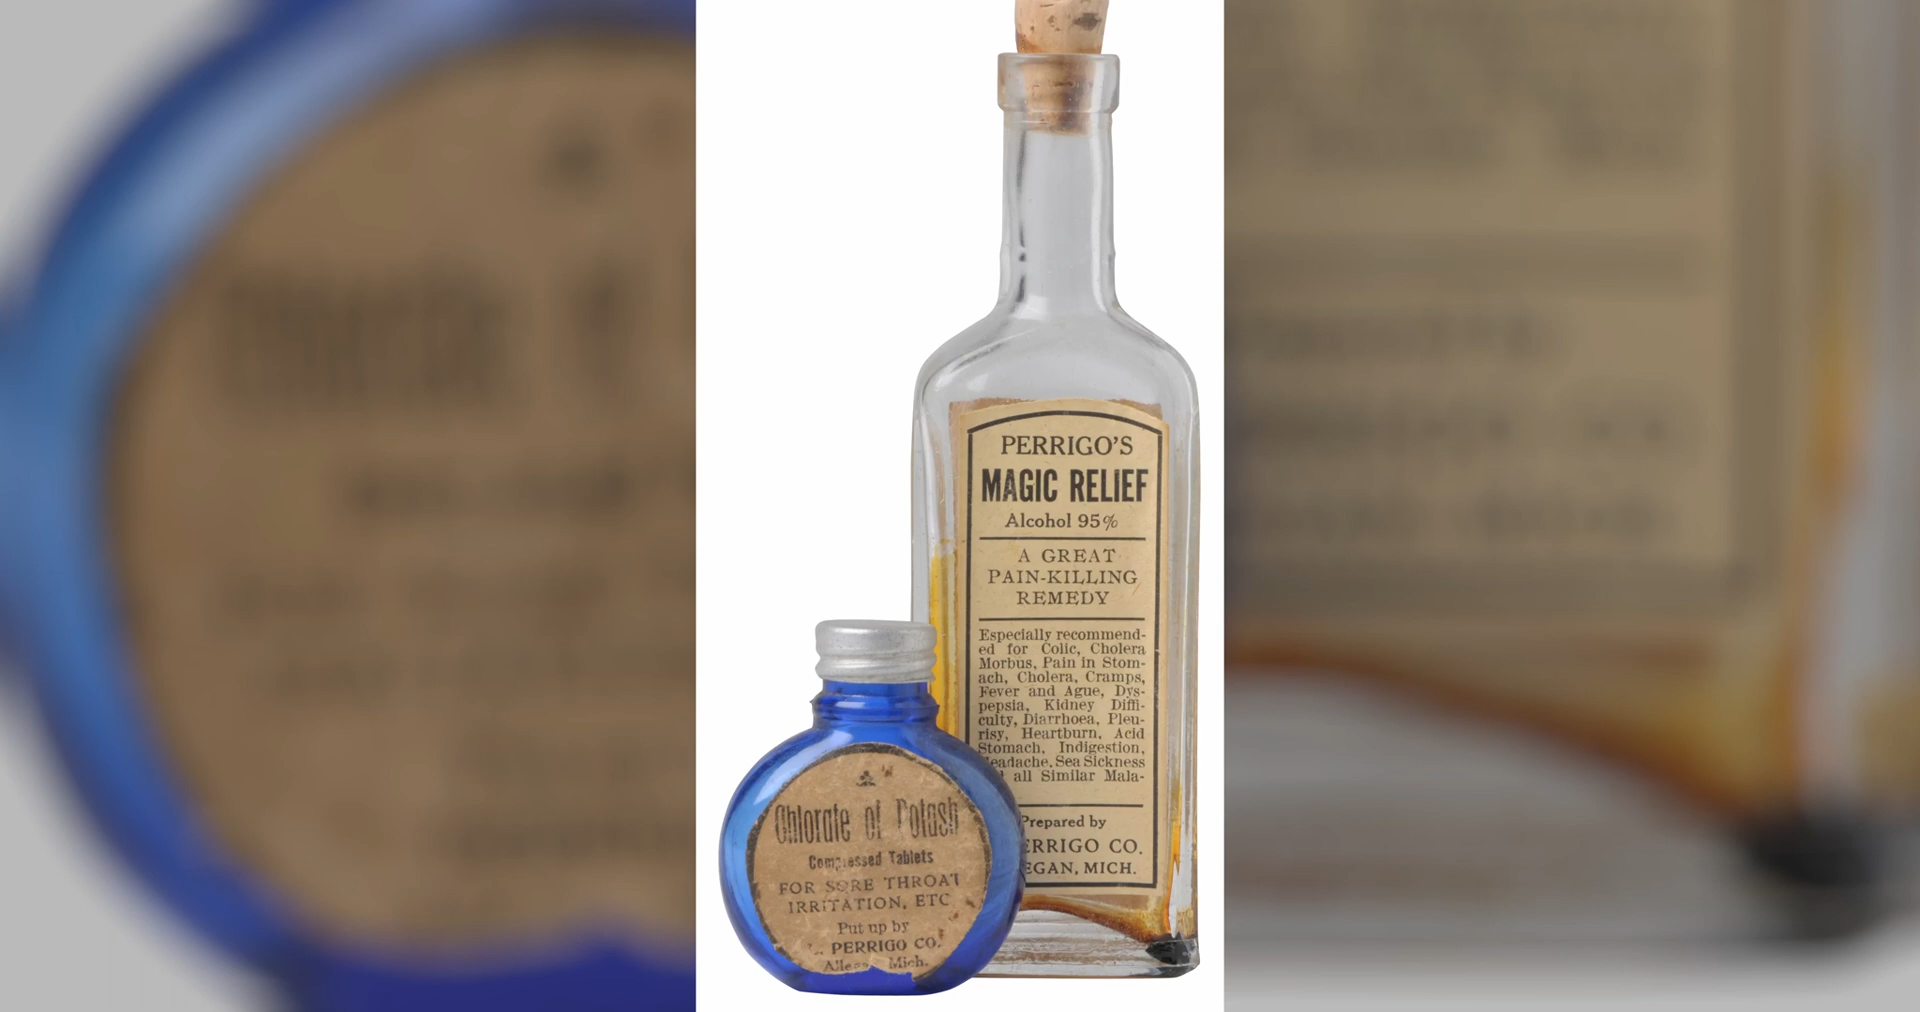 PERRIGO'S
MAGIC RELIEF
Alcohol 95%
A GREAT
PAIN-KILLING
REMEDY
Especially recommend-
ed for Colic, Cholera
Morbus, Pain in Stom-
ach, Cholera, Cramps,
Fever and Ague, Dys-
pepsia, Kidney Diffi-
culty, Diarrhoea, Pleu-
risy, Heartburn, Acid
Stomach, Indigestion,
eadache, Sea Sickness
all Similar Mala-
Prepared by
ERRIGO CO.
EGAN, MICH.
Chlorate of Potash
Compressed Tablets
FOR SORE THROAT
IRRITATION, ETC
Put up by
PERRIGO CO.
Allegan Mich.